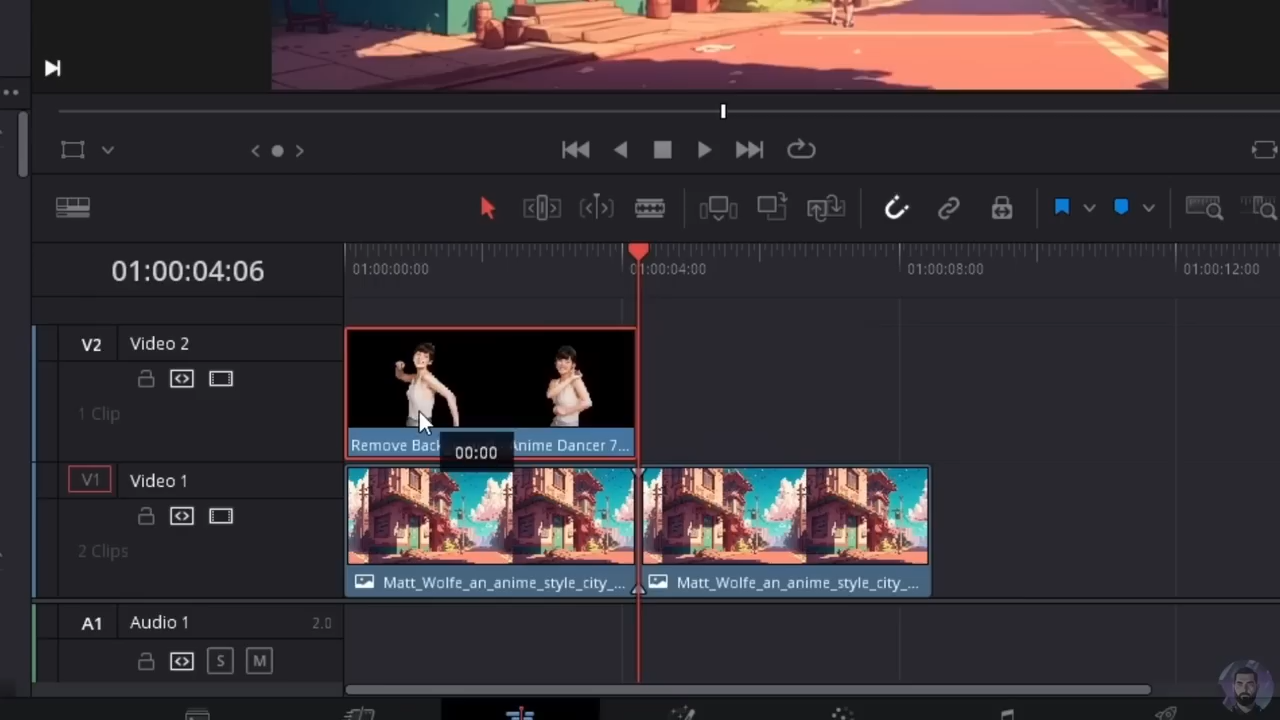 01:00:04:06
01:00:00:00
01:00:04:00
01:00:08:00
01:00:12:00
V2 Video 2
1 Clip
Remove Back Anime Dancer 7...
00:00
V1 Video 1
2 Clips
Matt_Wolfe_an_anime_style_city_...
Matt_Wolfe_an_anime_style_city_...
A1 Audio 1 2.0
S M